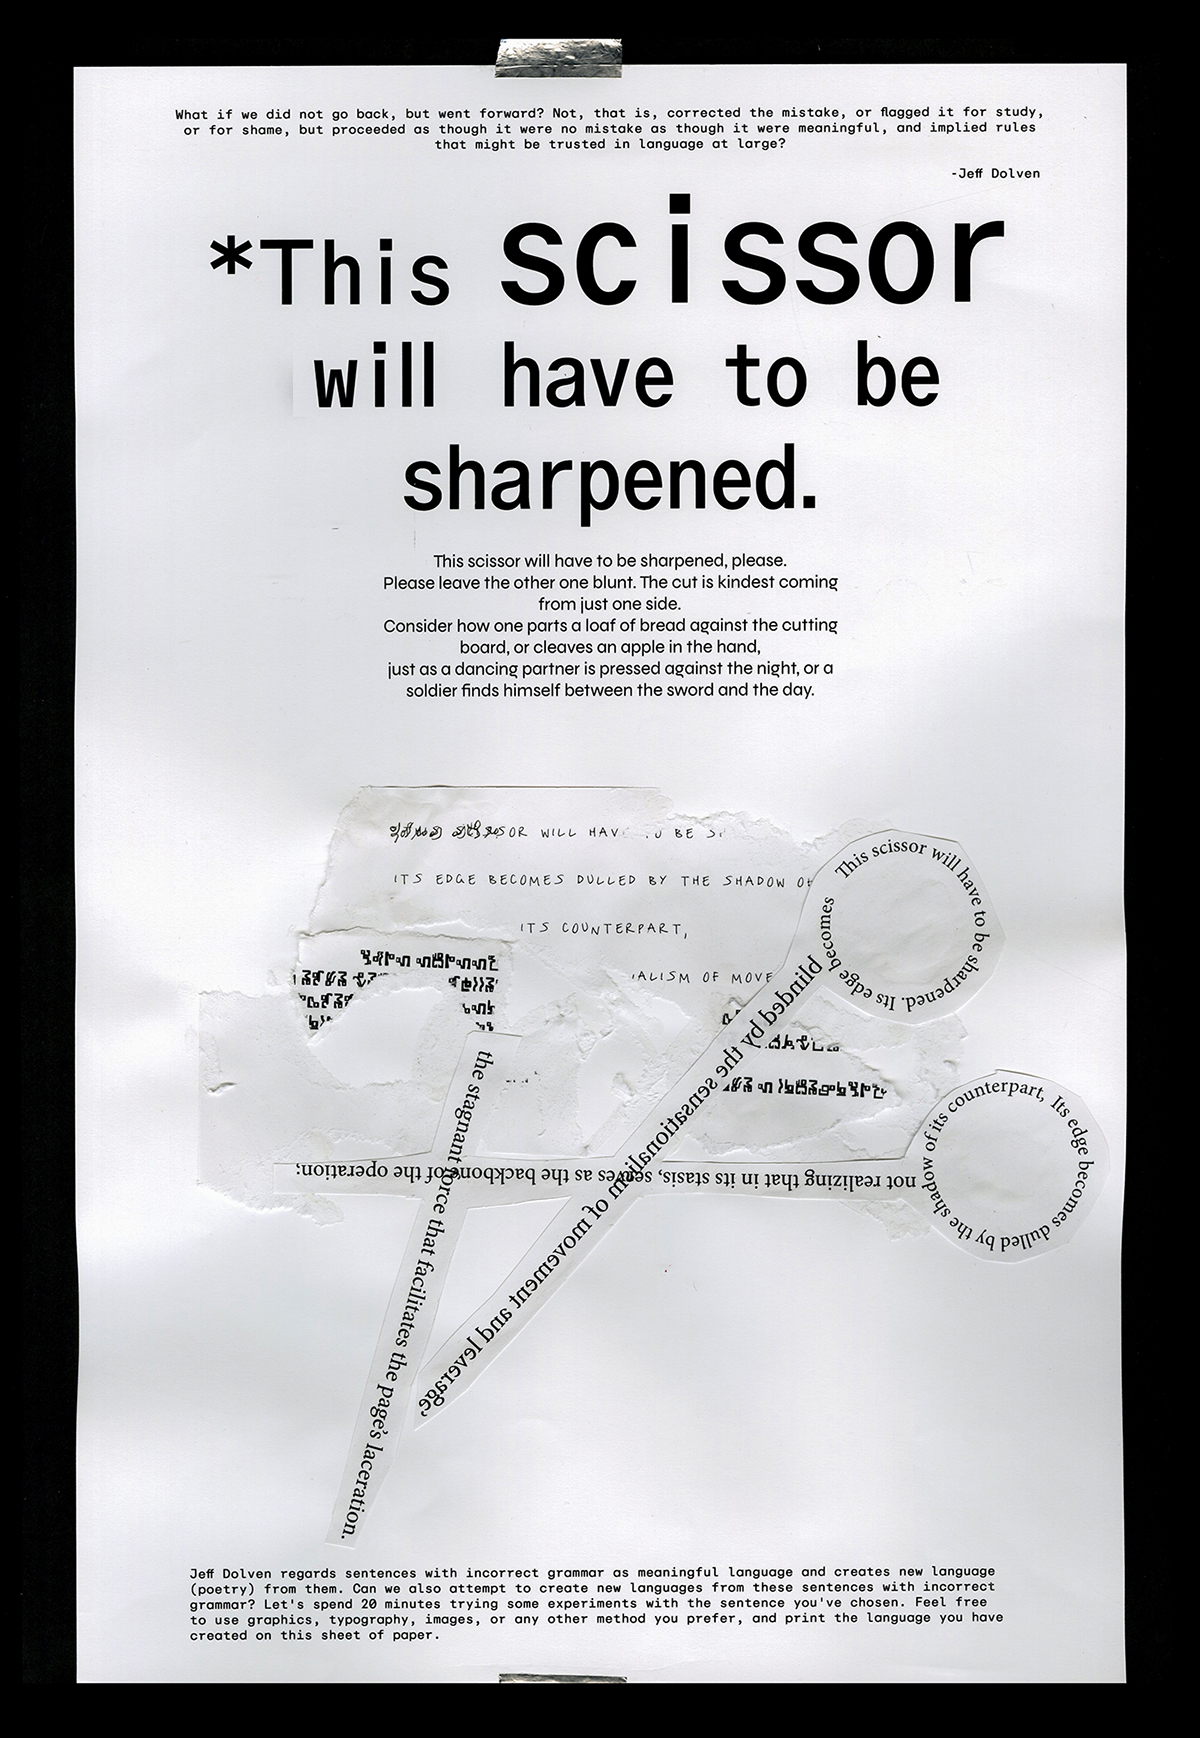 What if we did not go back, but went forward? Not, that is, corrected the mistake, or flagged it for study,
or for shame, but proceeded as though it were no mistake as though it were meaningful, and implied rules
that might be trusted in language at large?
-Jeff Dolven
*This scissor
will have to be
sharpened.
This scissor will have to be sharpened, please.
Please leave the other one blunt. The cut is kindest coming
from just one side.
Consider how one parts a loaf of bread against the cutting
board, or cleaves an apple in the hand,
just as a dancing partner is pressed against the night, or a
soldier finds himself between the sword and the day.
WILL HAV BE
ITS EDGE BECOMES DULLED BY THE SHADOW
ITS COUNTERPART,
OF MOVE
This scissor will have to be sharpened. Its edge becomes
blinded by the sensationalism of movement and leverage,
Its edge becomes dulled by the shadow of its counterpart,
not realizing that in its stasis, serves as the backbone of the operation;
the stagnant force that facilitates the page's laceration.
Jeff Dolven regards sentences with incorrect grammar as meaningful language and creates new language
(poetry) from them. Can we also attempt to create new languages from these sentences with incorrect
grammar? Let's spend 20 minutes trying some experiments with the sentence you've chosen. Feel free
to use graphics, typography, images, or any other method you prefer, and print the language you have
created on this sheet of paper.